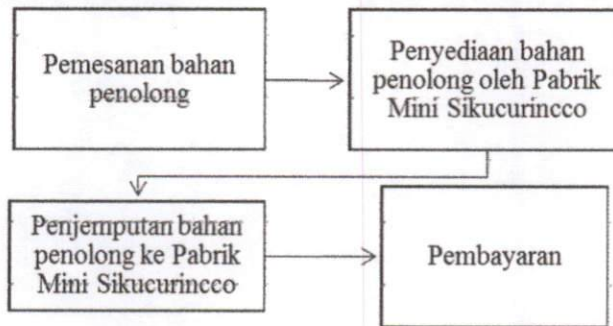 Pemesanan bahan
penolong
Penyediaan bahan
penolong oleh Pabrik
Mini Sikucurincco
Penjemputan bahan
penolong ke Pabrik
Mini Sikucurincco
Pembayaran